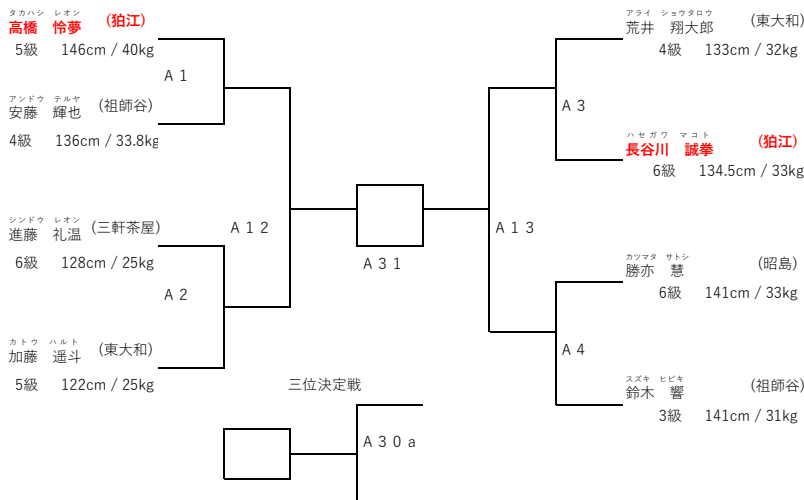 タカハシ　レオン
高橋　怜夢　(狛江)
5級　146cm / 40kg
A 1
アンドウ　テルヤ
安藤　輝也　(祖師谷)
4級　136cm / 33.8kg
シンドウ　レオン
進藤　礼温　(三軒茶屋)
6級　128cm / 25kg
A 2
カトウ　ハルト
加藤　遥斗　(東大和)
5級　122cm / 25kg
A 1 2
A 3 1
三位決定戦
A 3 0 a
アライ　ショウタロウ
荒井　翔大郎　(東大和)
4級　133cm / 32kg
A 3
ハセガワ　マコト
長谷川　誠拳　(狛江)
6級　134.5cm / 33kg
A 1 3
カツマタ　サトシ
勝亦　慧　(昭島)
6級　141cm / 33kg
A 4
スズキ　ヒビキ
鈴木　響　(祖師谷)
3級　141cm / 31kg